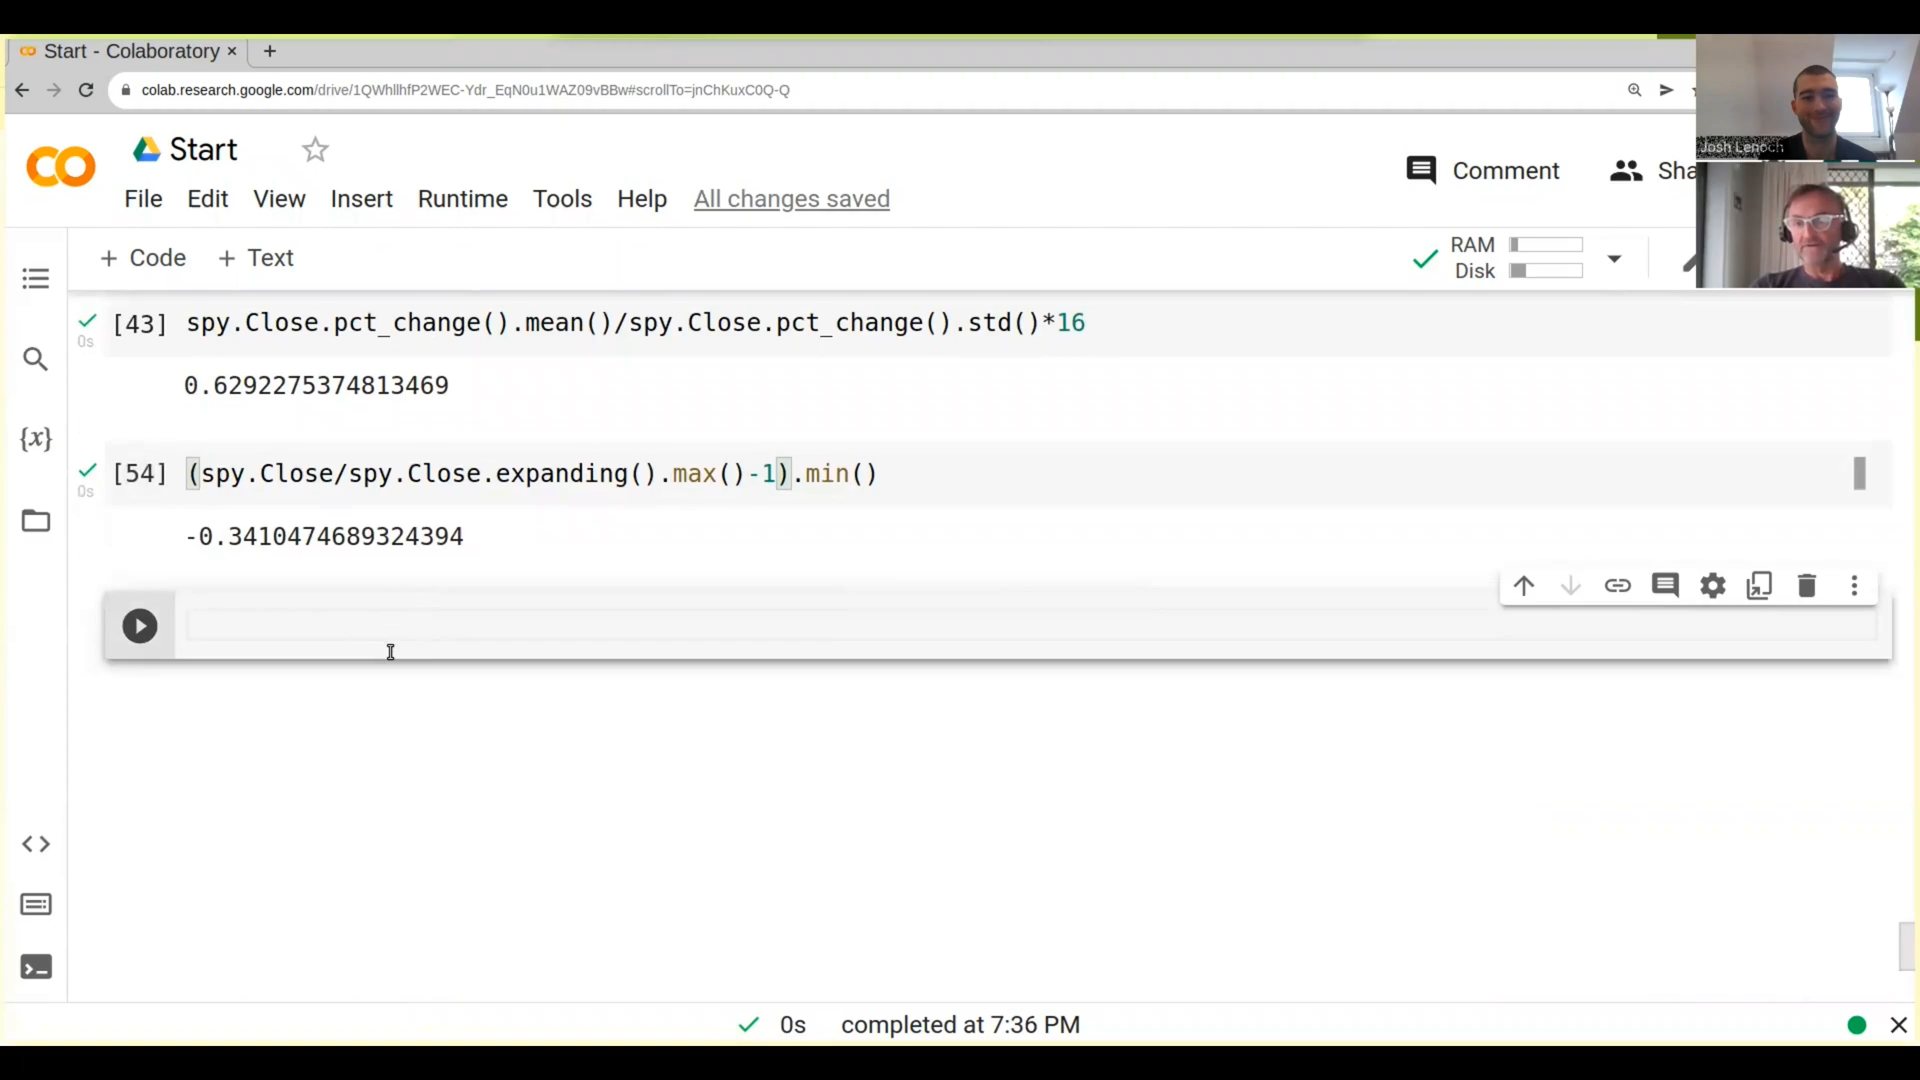 Start - Colaboratory
colab.research.google.com/drive/1QWhllhfP2WEC-Ydr_EqN0u1WAZ09vBBw#scrollTo=jnChKuxC0Q-Q
Josh Lenoch
Start
Comment
Sha
File Edit View Insert Runtime Tools Help All changes saved
+ Code + Text
RAM
Disk
[43] spy.Close.pct_change().mean()/spy.Close.pct_change().std()*16
0s
0.6292275374813469
{x}
[54] (spy.Close/spy.Close.expanding().max()-1).min()
0s
-0.3410474689324394
0s completed at 7:36 PM